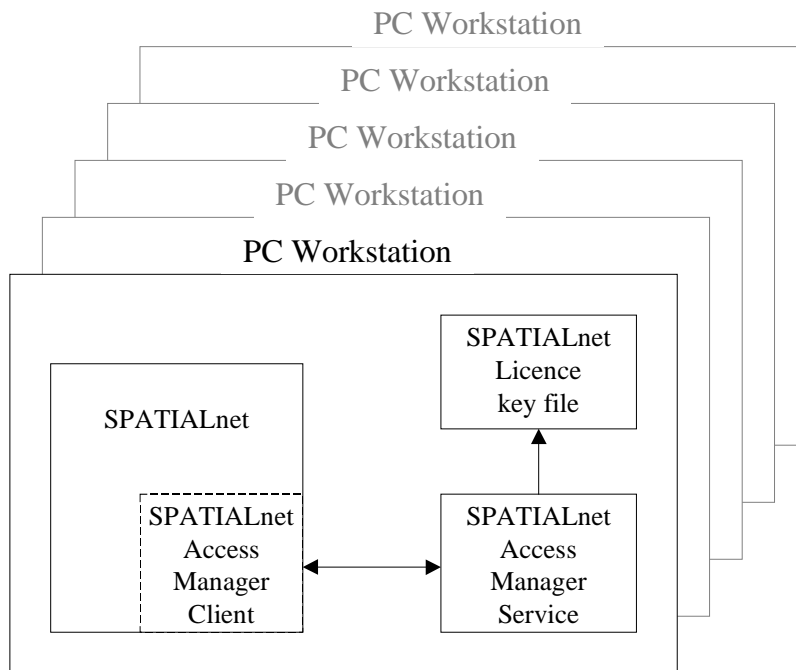 PC Workstation
PC Workstation
PC Workstation
PC Workstation
PC Workstation
SPATIALnet
Licence
key file
SPATIALnet
SPATIALnet
Access
Manager
Client
SPATIALnet
Access
Manager
Service